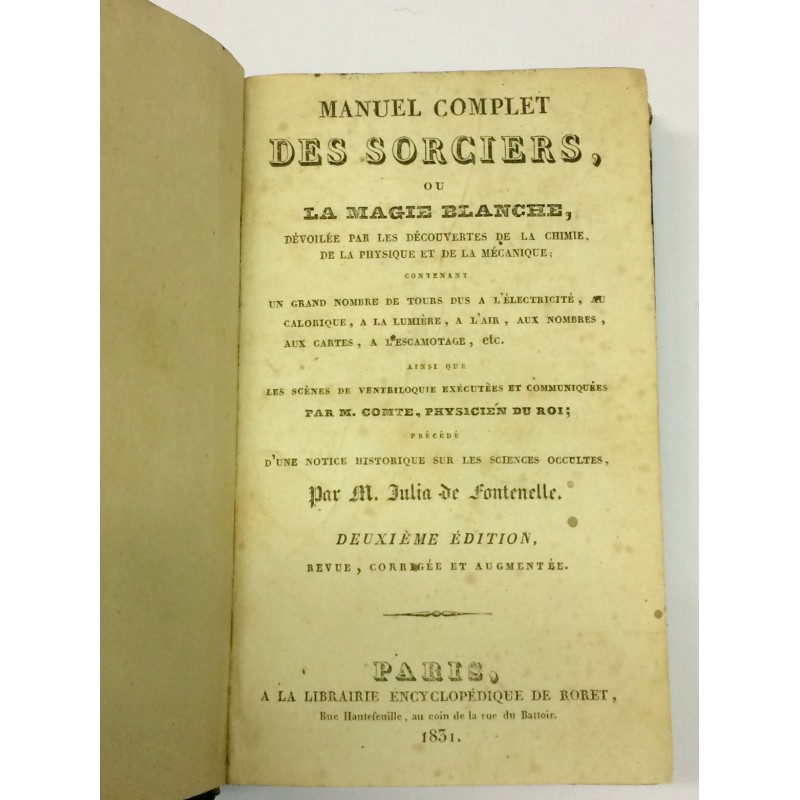 MANUEL COMPLET
DES SORCIERS,
OU
LA MAGIE BLANCHE,
DÉVOILÉE PAR LES DÉCOUVERTES DE LA CHIMIE,
DE LA PHYSIQUE ET DE LA MÉCANIQUE;
CONTENANT
UN GRAND NOMBRE DE TOURS DUS A L'ÉLECTRICITÉ, AU
CALORIQUE, A LA LUMIÈRE, A L'AIR, AUX NOMBRES,
AUX CARTES, A L'ESCAMOTAGE, etc.
AINSI QUE
LES SCÈNES DE VENTRILOQUIE EXÉCUTÉES ET COMMUNIQUÉES
PAR M. COMTE, PHYSICIEN DU ROI;
PRÉCÉDÉ
D'UNE NOTICE HISTORIQUE SUR LES SCIENCES OCCULTES,
Par M. Julia de Fontenelle.
DEUXIÈME ÉDITION,
REVUE, CORRIGÉE ET AUGMENTÉE.
PARIS,
A LA LIBRAIRIE ENCYCLOPÉDIQUE DE RORET,
Rue Hautefeuille, au coin de la rue du Battoir.
1831.